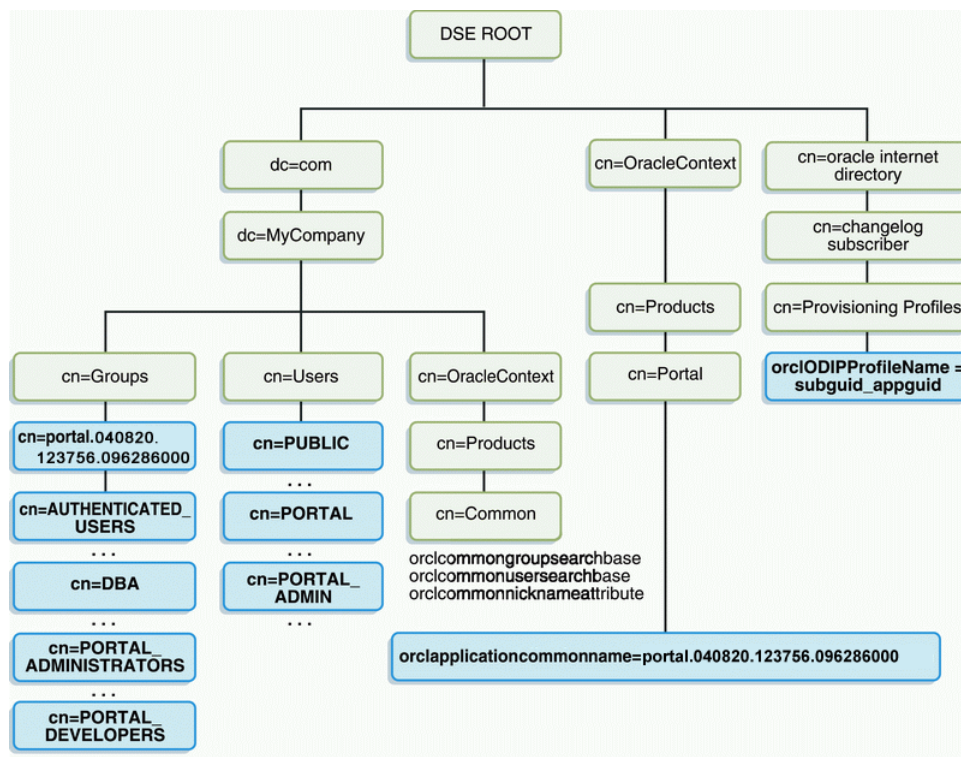 DSE ROOT
dc=com
cn=OracleContext
cn=oracle internet
directory
dc=MyCompany
cn=changelog
subscriber
cn=Products
cn=Provisioning Profiles
cn=Groups
cn=Users
cn=OracleContext
cn=Portal
orclODIPProfileName =
subguid_appguid
cn=portal.040820.
123756.096286000
cn=PUBLIC
cn=Products
...
cn=AUTHENTICATED_
USERS
cn=PORTAL
cn=Common
...
...
orclcommongroupsearchbase
orclcommonusersearchbase
orclcommonnicknameattribute
cn=DBA
cn=PORTAL_
ADMIN
...
...
cn=PORTAL_
ADMINISTRATORS
orclapplicationcommonname=portal.040820.123756.096286000
...
cn=PORTAL_
DEVELOPERS